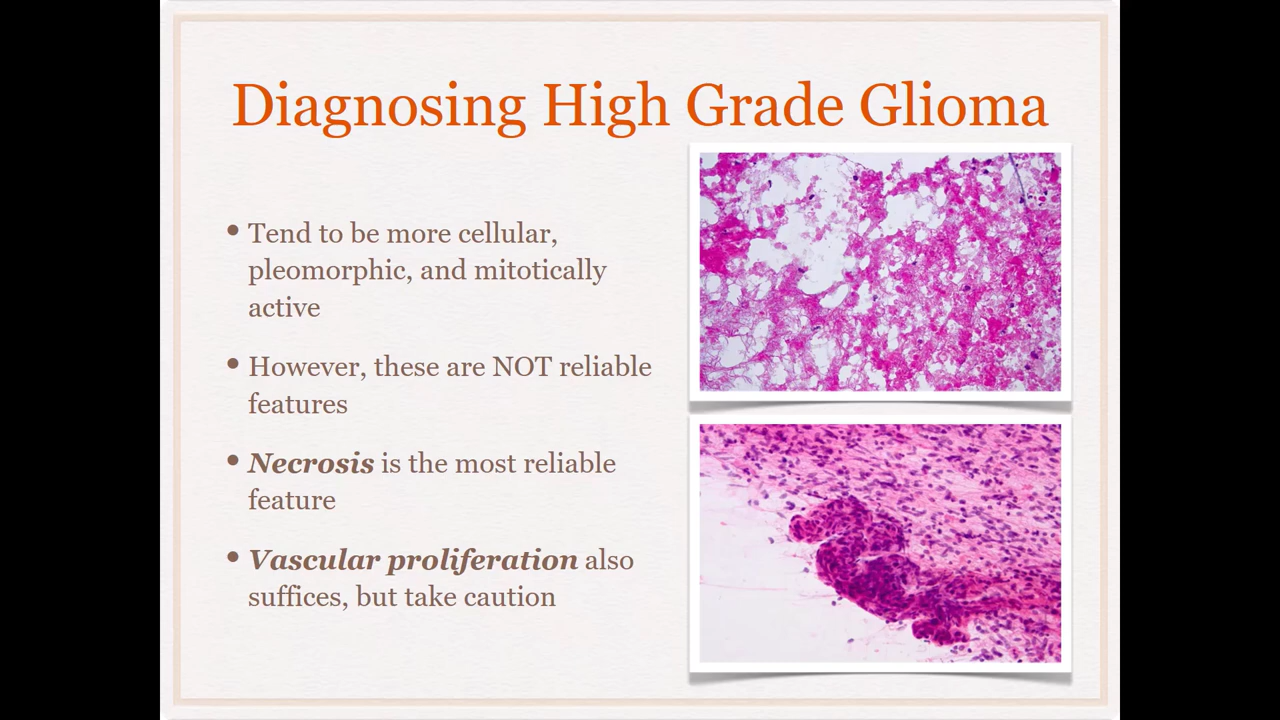 Diagnosing High Grade Glioma
• Tend to be more cellular,
pleomorphic, and mitotically
active
• However, these are NOT reliable
features
• Necrosis is the most reliable
feature
• Vascular proliferation also
suffices, but take caution